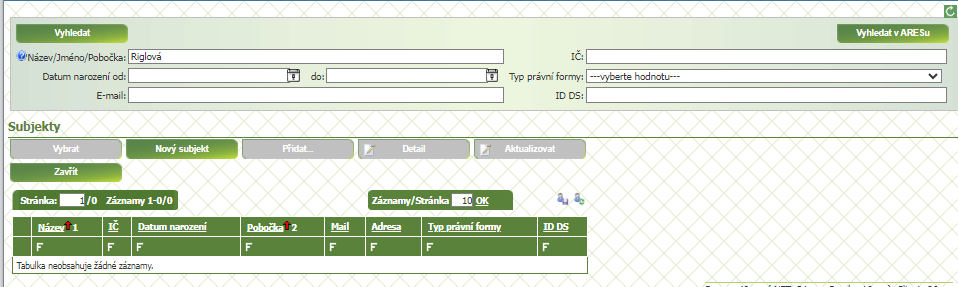 Vyhledat Vyhledat v ARESu
Název/Jméno/Pobočka: Riglová IČ:
Datum narození od: do: Typ právní formy: ---vyberte hodnotu---
E-mail: ID DS:
Subjekty
Vybrat Nový subjekt Přidat... Detail Aktualizovat
Zavřít
Stránka: 1 /0 Záznamy 1-0/0 Záznamy/Stránka 10 OK
Název 1 IČ Datum narození Pobočka 2 Mail Adresa Typ právní formy ID DS
F F F F F F F F
Tabulka neobsahuje žádné záznamy.